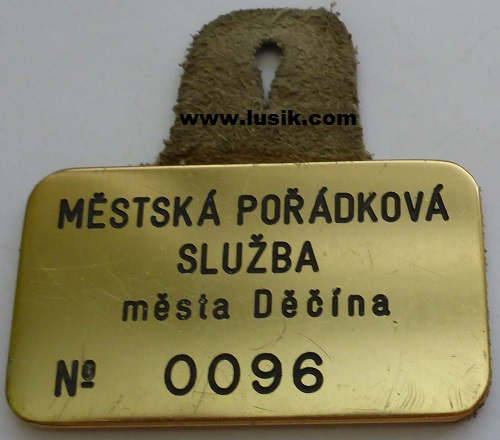 www.lusik.com
MĚSTSKÁ POŘÁDKOVÁ
SLUŽBA
města Děčína
Nº 0096